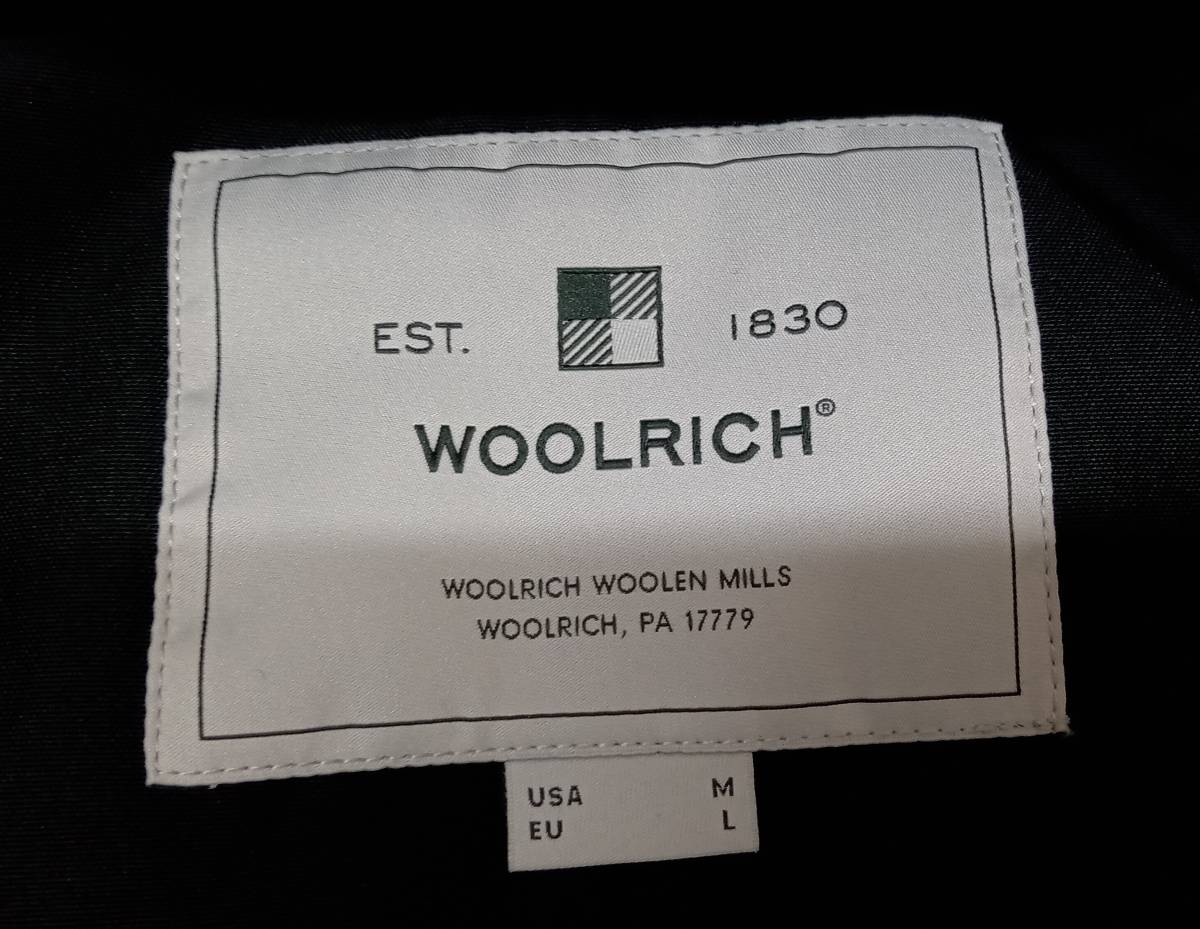 EST. 1830
WOOLRICH®
WOOLRICH WOOLEN MILLS
WOOLRICH, PA 17779
USA M
EU L